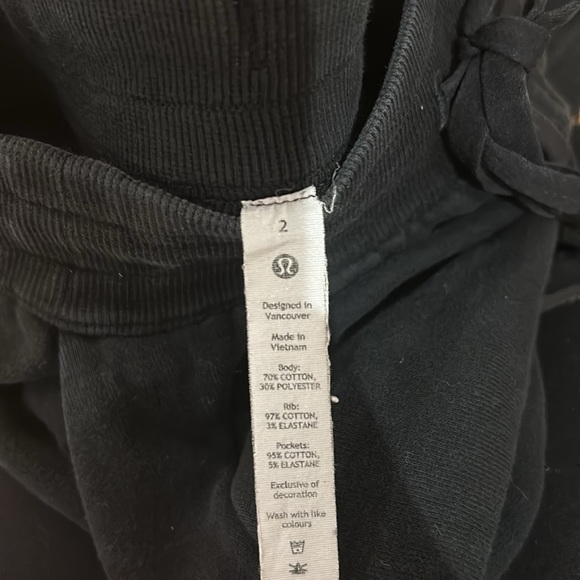 2
Designed in
Vancouver
Made in
Vietnam
Body:
70% COTTON,
30% POLYESTER
Rib:
97% COTTON,
3% ELASTANE
Pockets:
95% COTTON,
5% ELASTANE
Exclusive of
decoration
Wash with like
colours